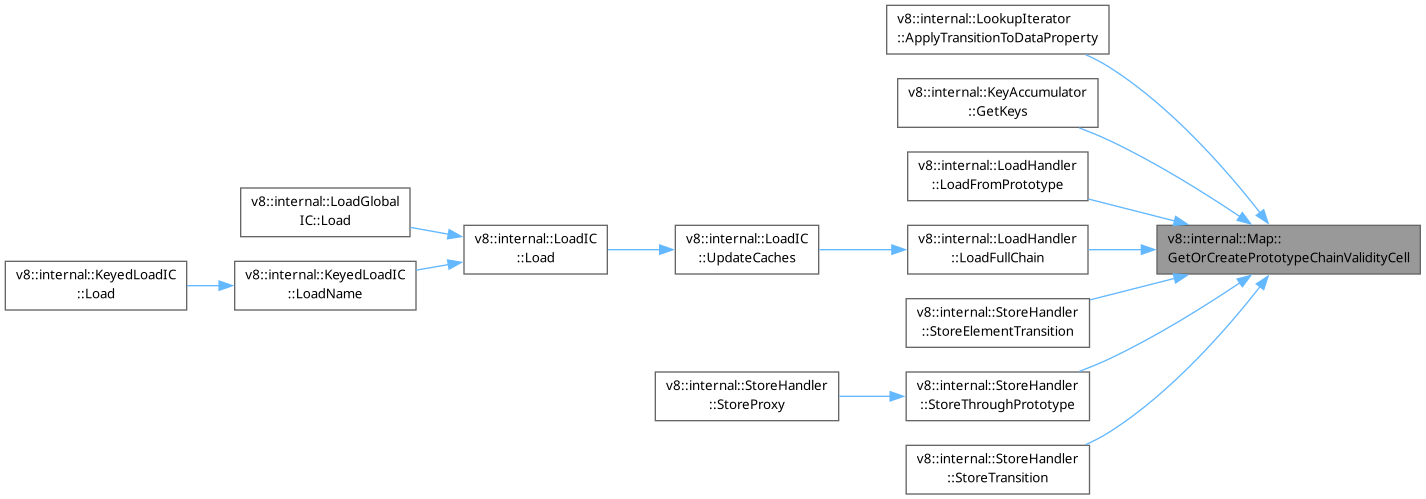 v8::internal::LookupIterator
::ApplyTransitionToDataProperty
v8::internal::KeyAccumulator
::GetKeys
v8::internal::LoadHandler
::LoadFromPrototype
v8::internal::LoadGlobal
IC::Load
v8::internal::KeyedLoadIC
::Load
v8::internal::KeyedLoadIC
::LoadName
v8::internal::LoadIC
::Load
v8::internal::LoadIC
::UpdateCaches
v8::internal::LoadHandler
::LoadFullChain
v8::internal::Map::
GetOrCreatePrototypeChainValidityCell
v8::internal::StoreHandler
::StoreElementTransition
v8::internal::StoreHandler
::StoreProxy
v8::internal::StoreHandler
::StoreThroughPrototype
v8::internal::StoreHandler
::StoreTransition